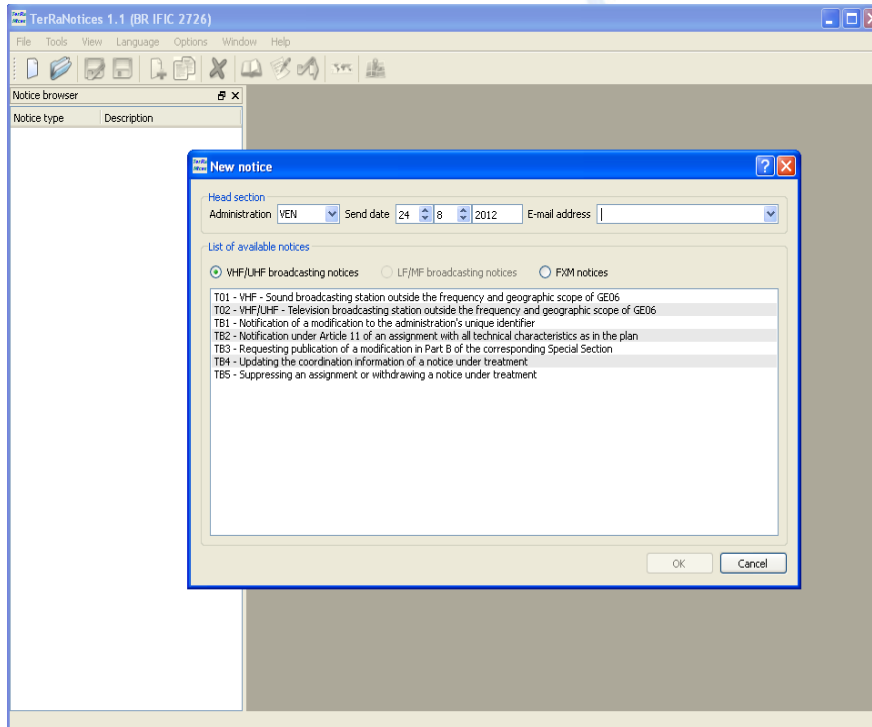 TerRaNotices 1.1 (BR IFIC 2726)
File Tools View Language Options Window Help
Notice browser
Notice type Description
New notice
Head section
Administration VEN Send date 24 8 2012 E-mail address
List of available notices
VHF/UHF broadcasting notices LF/MF broadcasting notices FXM notices
T01 - VHF - Sound broadcasting station outside the frequency and geographic scope of GE06
T02 - VHF/UHF - Television broadcasting station outside the frequency and geographic scope of GE06
TB1 - Notification of a modification to the administration's unique identifier
TB2 - Notification under Article 11 of an assignment with all technical characteristics as in the plan
TB3 - Requesting publication of a modification in Part B of the corresponding Special Section
TB4 - Updating the coordination information of a notice under treatment
TB5 - Suppressing an assignment or withdrawing a notice under treatment
OK Cancel